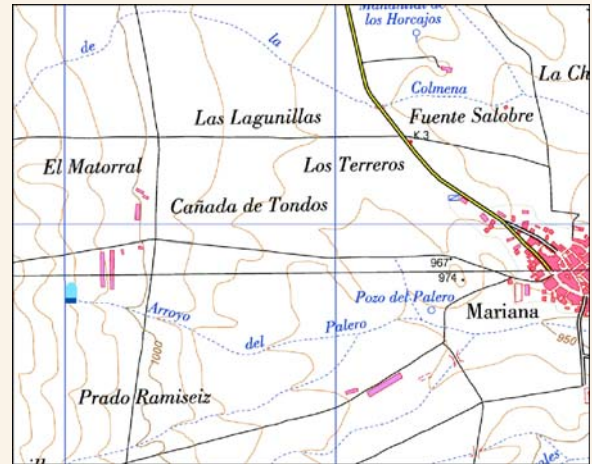 Manantial de
los Horcajos
de
la
La Ch
Colmena
Las Lagunillas
Fuente Salobre
K.3
El Matorral
Los Terreros
Cañada de Tondos
967
974
Pozo del Palero
Arroyo
Mariana
del
Palero
950
1000
Prado Ramiseiz
ales